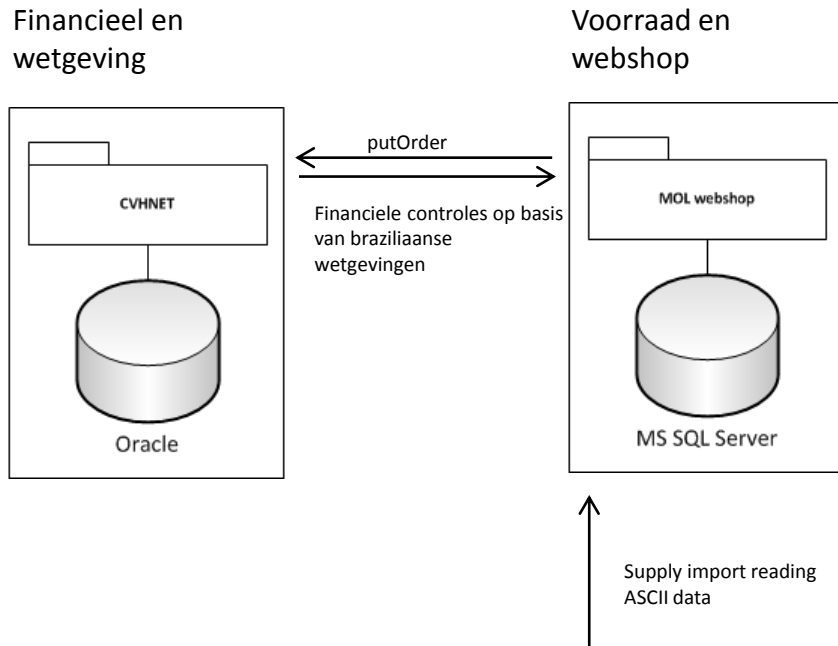 Financieel en
wetgeving
Voorraad en
webshop
CVHNET
Oracle
putOrder
Financiele controles op basis
van braziliaanse
wetgevingen
MOL webshop
MS SQL Server
Supply import reading
ASCII data